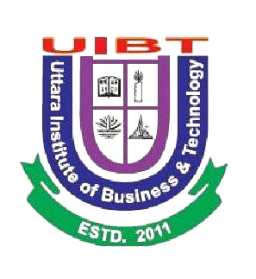 UIBT
Uttara Institute of Business & Technology
ESTD. 2011